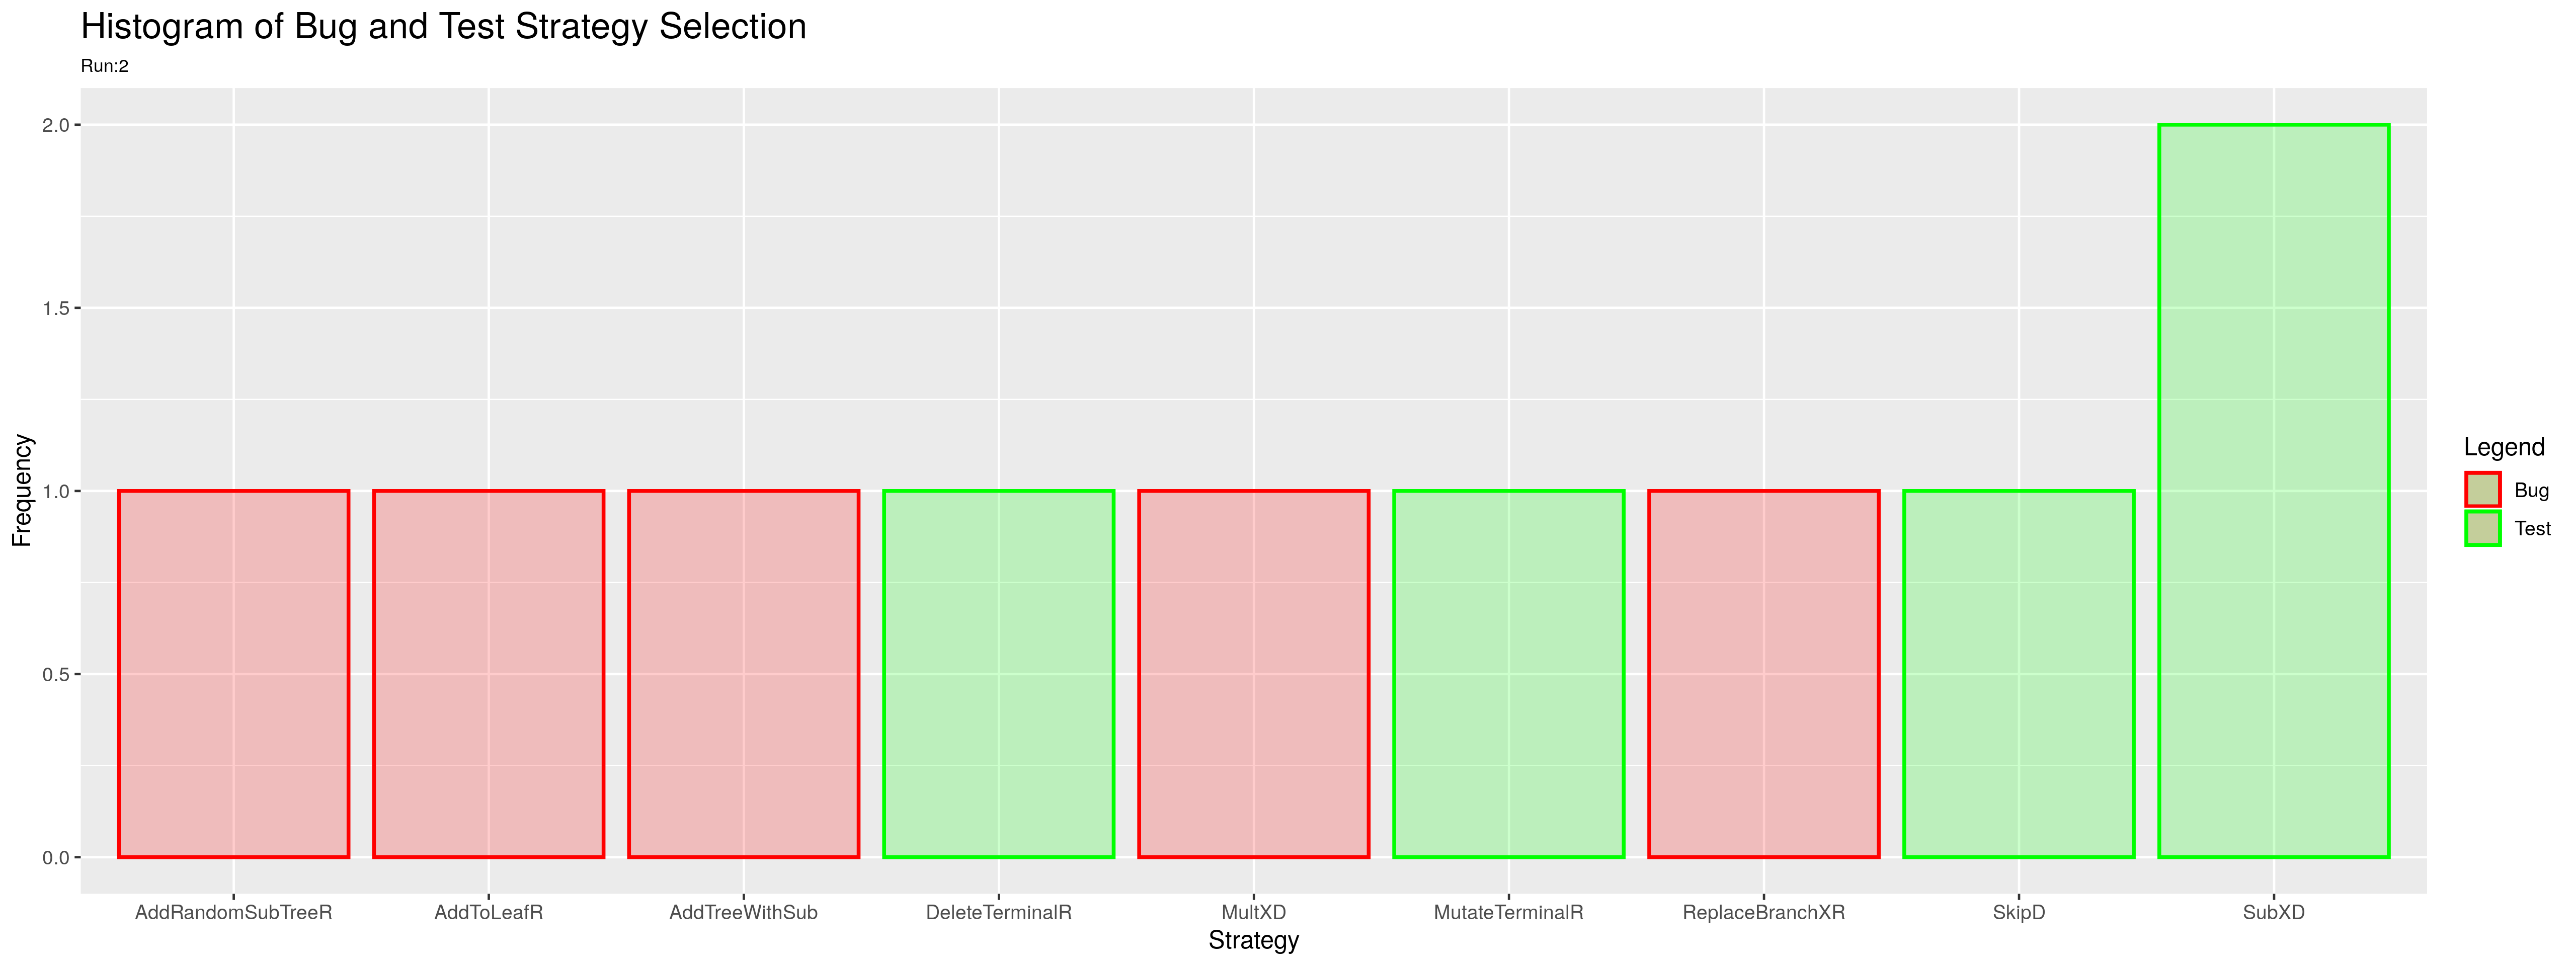 Histogram of Bug and Test Strategy Selection
Run:2
2.0
1.5
1.0
0.5
0.0
Frequency
AddRandomSubTreeR AddToLeafR AddTreeWithSub DeleteTerminalR MultXD MutateTerminalR ReplaceBranchXR SkipD SubXD
Strategy
Legend
Bug
Test